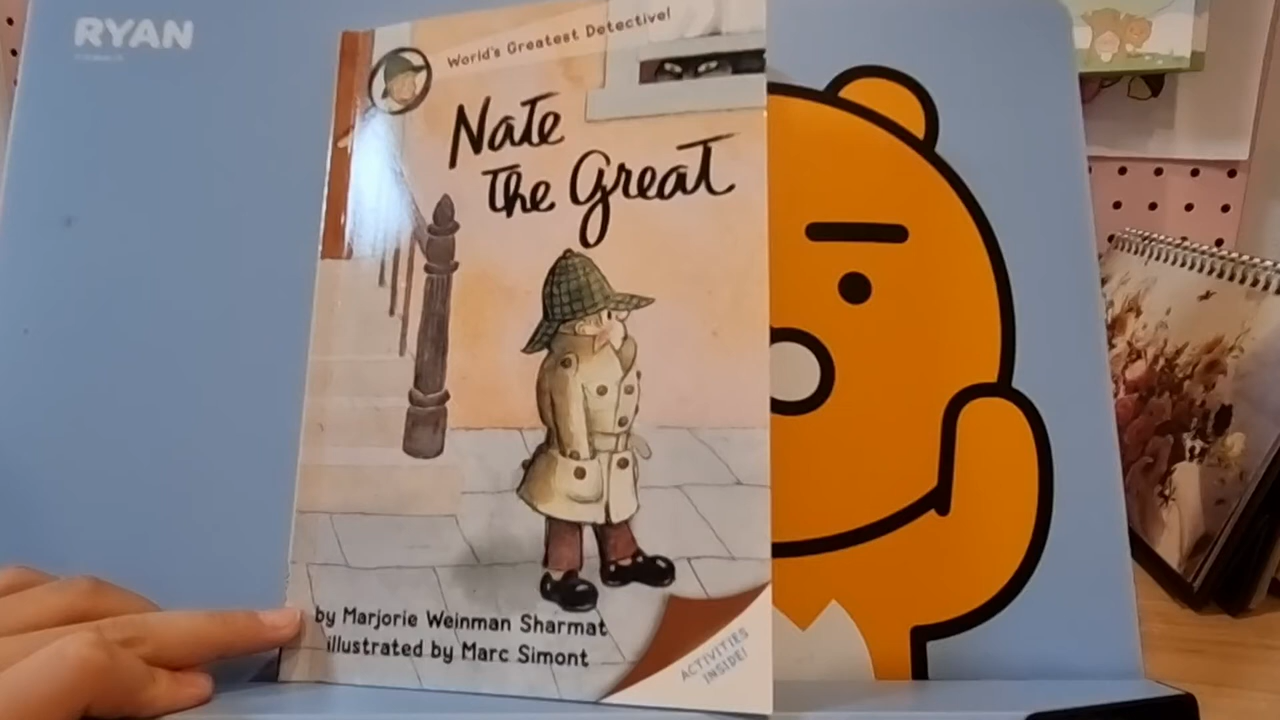 RYAN
World's Greatest Detective!
Nate
the Great
by Marjorie Weinman Sharmat
illustrated by Marc Simont
ACTIVITIES
INSIDE!